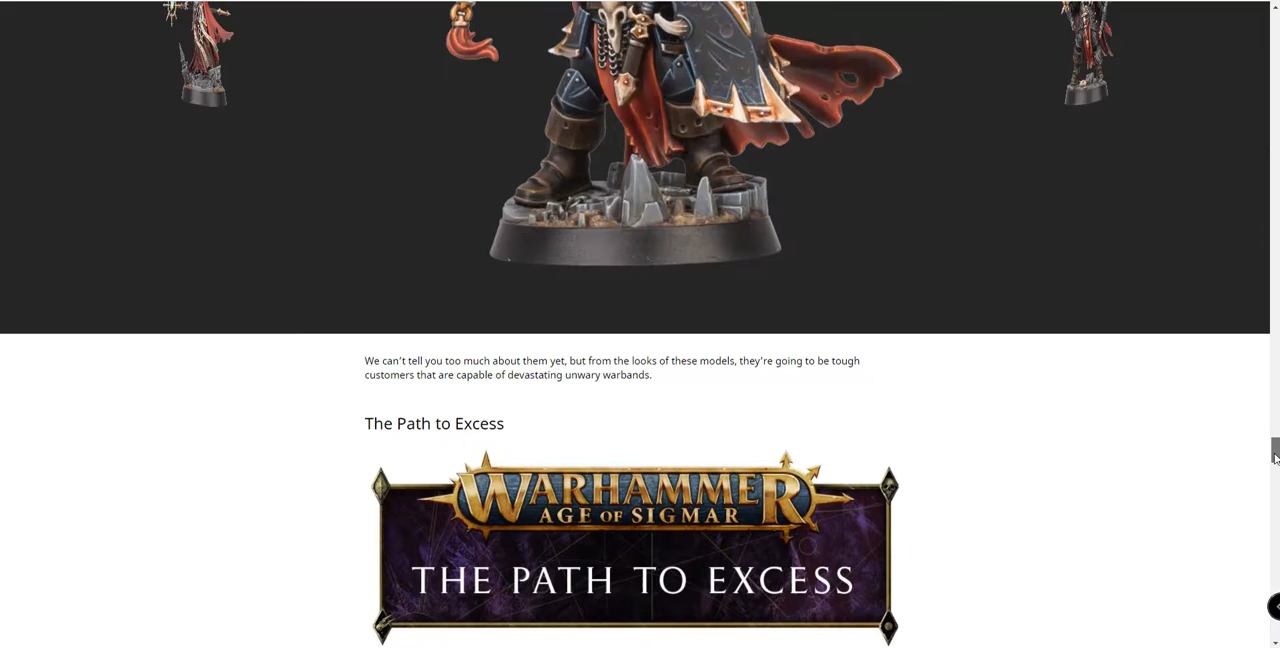 We can't tell you too much about them yet, but from the looks of these models, they're going to be tough
customers that are capable of devastating unwary warbands.
The Path to Excess
WARHAMMER
AGE OF SIGMAR
THE PATH TO EXCESS